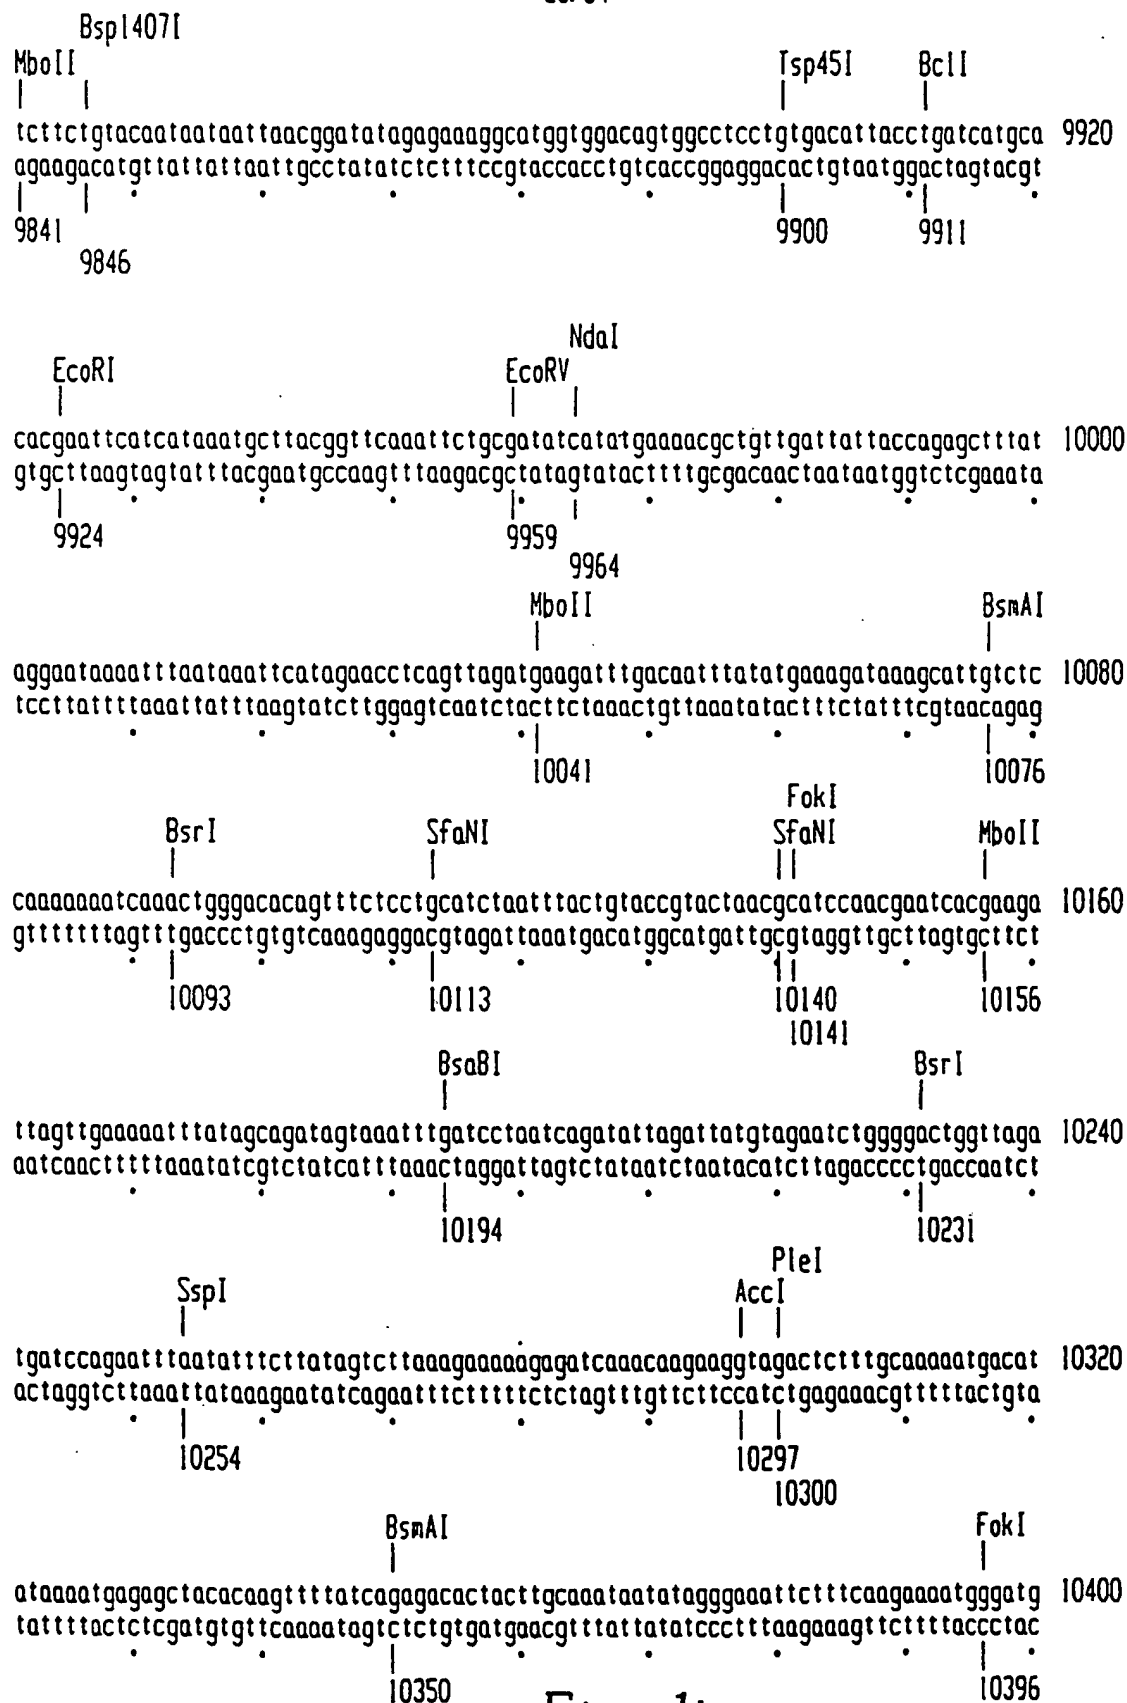 Bsp1407I
MboII Tsp45I BclI
tcttctgtacaataataattaacggatatagagaaaggcatggtggacagtggcctcctgtgacattacctgatcatgca 9920
agaagacatgttattattaattgcctatatctctttccgtaccacctgtcaccggaggacactgtaatggactagtacgt
9841 9900 9911
9846
NdaI
EcoRI EcoRV
cacgaattcatcataaatgcttacggttcaaattctgcgatatcatatgaaaacgctgttgattattaccagagctttat 10000
gtgcttaagtagtatttacgaatgccaagtttaagacgctatagtatacttttgcgacaactaataatggtctcgaaata
9924 9959
9964
MboII BsmAI
aggaataaaatttaataaattcatagaacctcagttagatgaagatttgacaatttatatgaaagataaagcattgtctc 10080
tccttattttaaattatttaagtatcttggagtcaatctacttctaaactgttaaatatactttctatttcgtaacagag
10041 10076
FokI
BsrI SfaNI SfaNI MboII
caaaaaaatcaaactgggacacagtttctcctgcatctaatttactgtaccgtactaacgcatccaacgaatcacgaaga 10160
gtttttttagtttgaccctgtgtcaaagaggacgtagattaaatgacatggcatgattgcgtaggttgcttagtgcttct
10093 10113 10140 10156
10141
BsaBI BsrI
ttagttgaaaaatttatagcagatagtaaatttgatcctaatcagatattagattatgtagaatctggggactggttaga 10240
aatcaactttttaaatatcgtctatcatttaaactaggattagtctataatctaatacatcttagacccctgaccaatct
10194 10231
PleI
SspI AccI
tgatccagaatttaatatttcttatagtcttaaagaaaaagagatcaaacaagaaggtagactctttgcaaaaatgacat 10320
actaggtcttaaattataaagaatatcagaatttctttttctctagtttgttcttccatctgagaaacgtttttactgta
10254 10297
10300
BsmAI FokI
ataaaatgagagctacacaagttttatcagagacactacttgcaaataatatagggaaattctttcaagaaaatgggatg 10400
tattttactctcgatgtgttcaaaatagtctctgtgatgaacgtttattatatccctttaagaaagttcttttaccctac
10350 10396